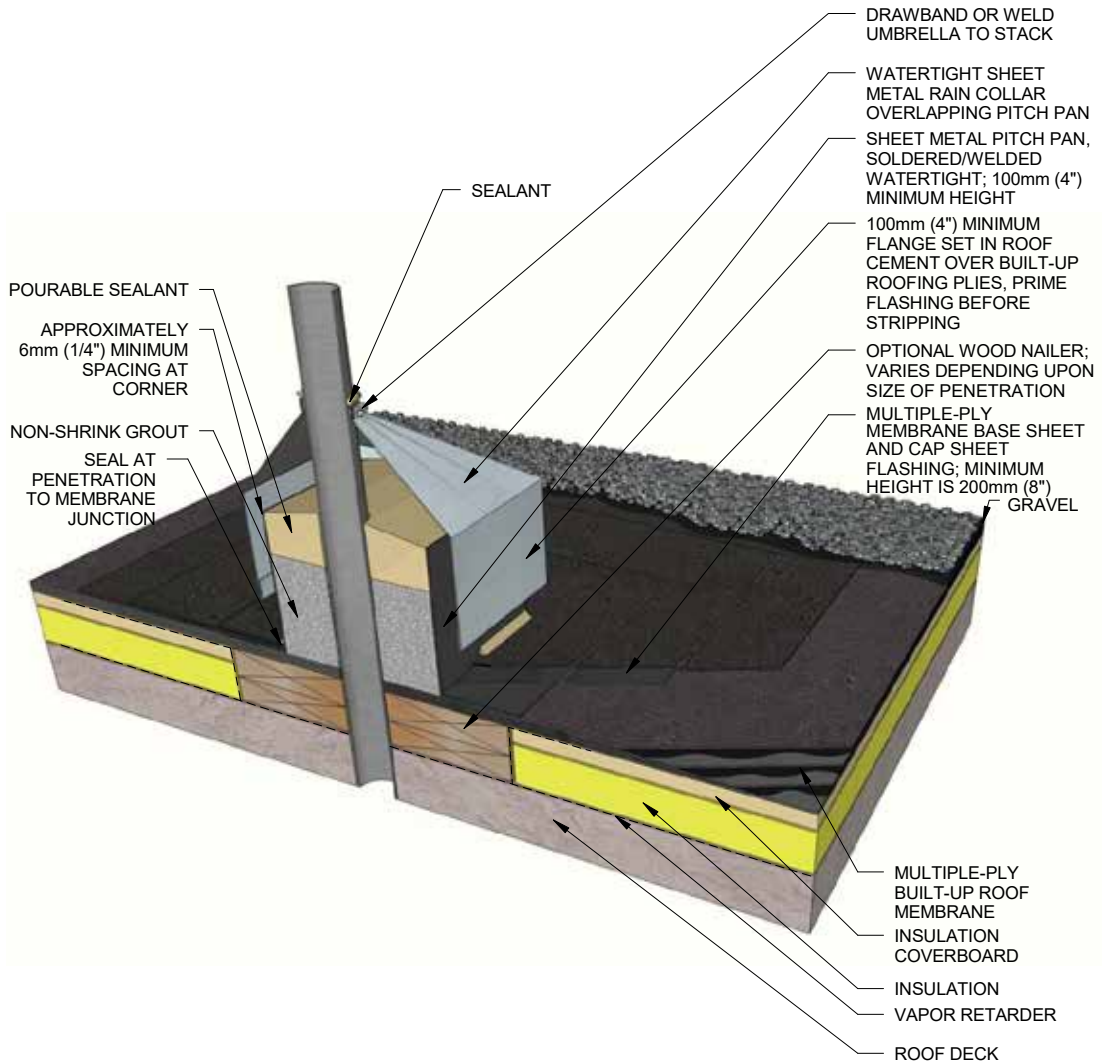 DRAWBAND OR WELD
UMBRELLA TO STACK
WATERTIGHT SHEET
METAL RAIN COLLAR
OVERLAPPING PITCH PAN
SHEET METAL PITCH PAN,
SOLDERED/WELDED
WATERTIGHT; 100mm (4")
MINIMUM HEIGHT
SEALANT
100mm (4") MINIMUM
FLANGE SET IN ROOF
CEMENT OVER BUILT-UP
ROOFING PLIES, PRIME
FLASHING BEFORE
STRIPPING
POURABLE SEALANT
APPROXIMATELY
6mm (1/4") MINIMUM
SPACING AT
CORNER
OPTIONAL WOOD NAILER;
VARIES DEPENDING UPON
SIZE OF PENETRATION
NON-SHRINK GROUT
SEAL AT
PENETRATION
TO MEMBRANE
JUNCTION
MULTIPLE-PLY
MEMBRANE BASE SHEET
AND CAP SHEET
FLASHING; MINIMUM
HEIGHT IS 200mm (8")
GRAVEL
MULTIPLE-PLY
BUILT-UP ROOF
MEMBRANE
INSULATION
COVERBOARD
INSULATION
VAPOR RETARDER
ROOF DECK